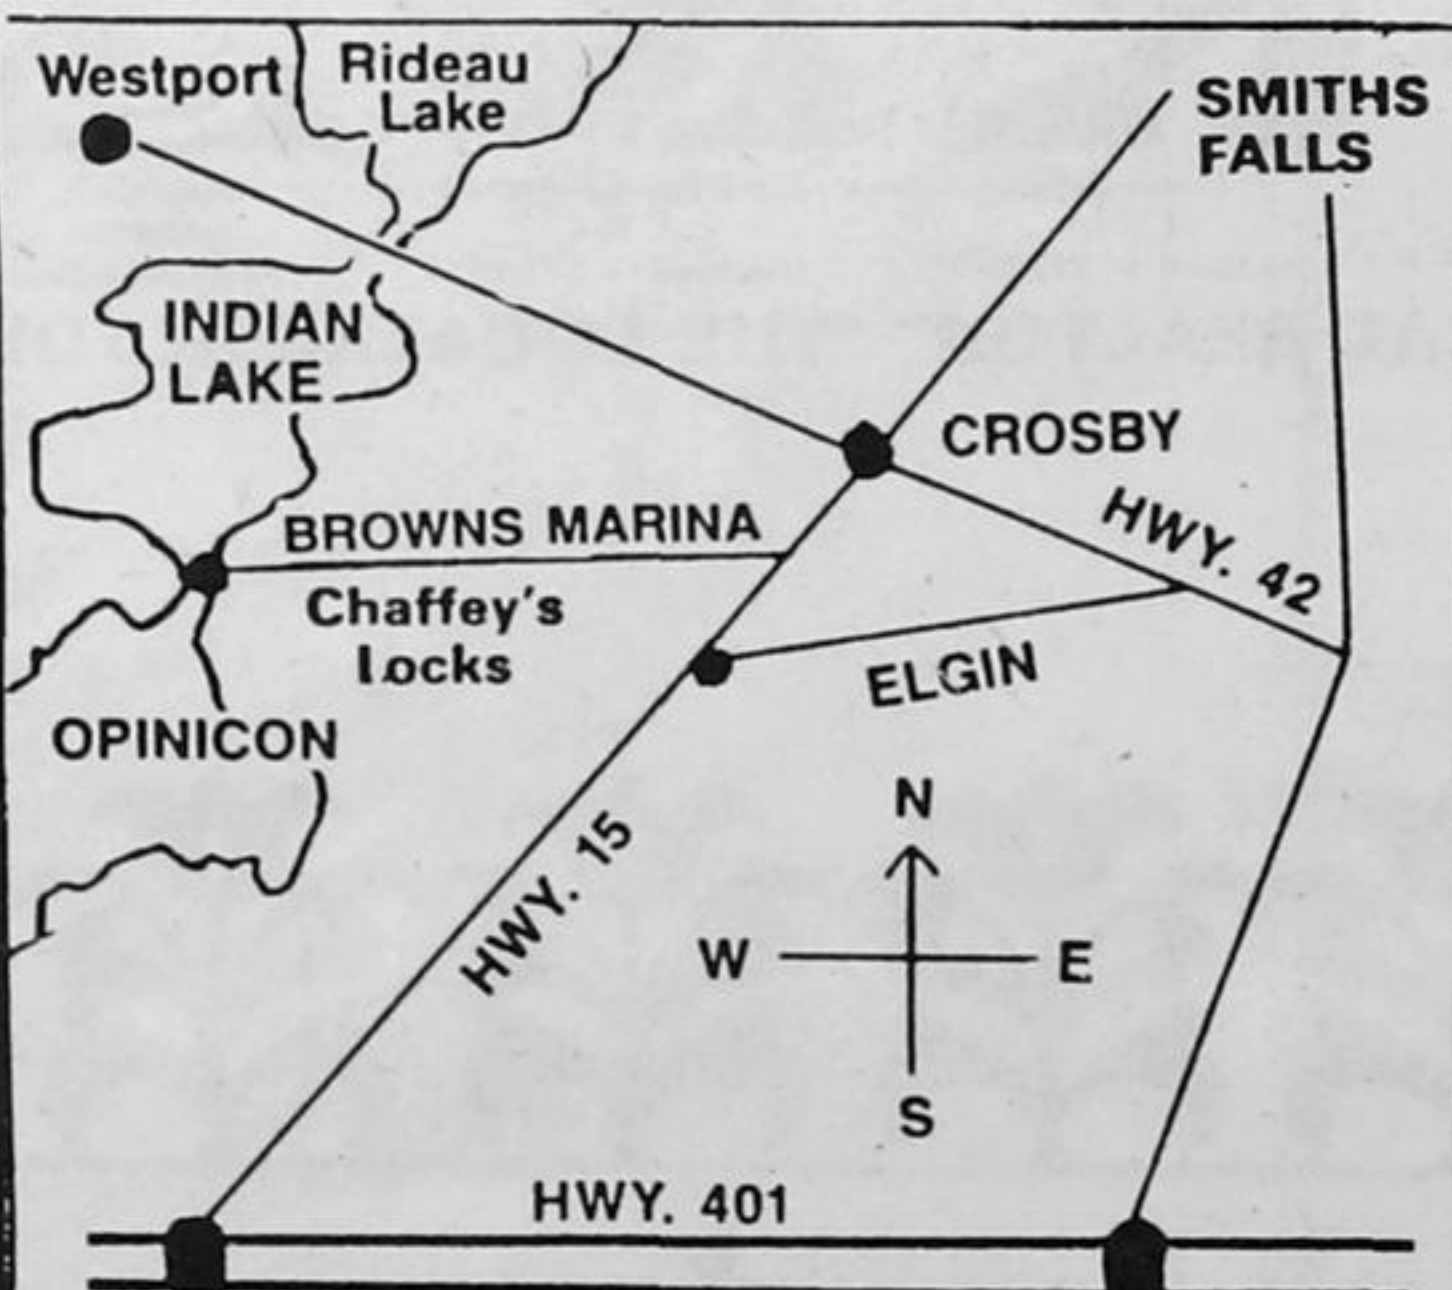 Westport
Rideau
Lake
SMITHS
FALLS
INDIAN
LAKE
CROSBY
HWY. 42
BROWNS MARINA
Chaffey's
Locks
ELGIN
OPINICON
HWY. 15
N
W
E
S
HWY. 401